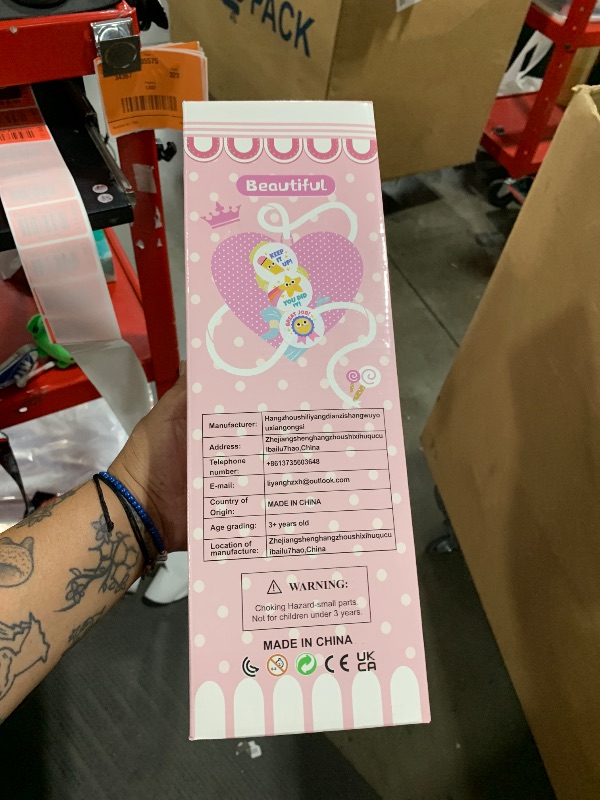 PACK
Beautiful
KEEP
IT
UP!
YOU DID
IT!
GREAT JOB!
Manufacturer: Hangzhoushiliyangdianzishangwuyo
uxiangongsi
Address: Zhejiangshenghangzhoushixihuqucu
ibailu7hao,China
Telephone number: +8613735603648
E-mail: liyanghzxh@outlook.com
Country of Origin: MADE IN CHINA
Age grading: 3+ years old
Location of manufacture: Zhejiangshenghangzhoushixihuqucu
ibailu7hao,China
WARNING:
Choking Hazard-small parts.
Not for children under 3 years.
MADE IN CHINA
0-3
CE
UK
CA